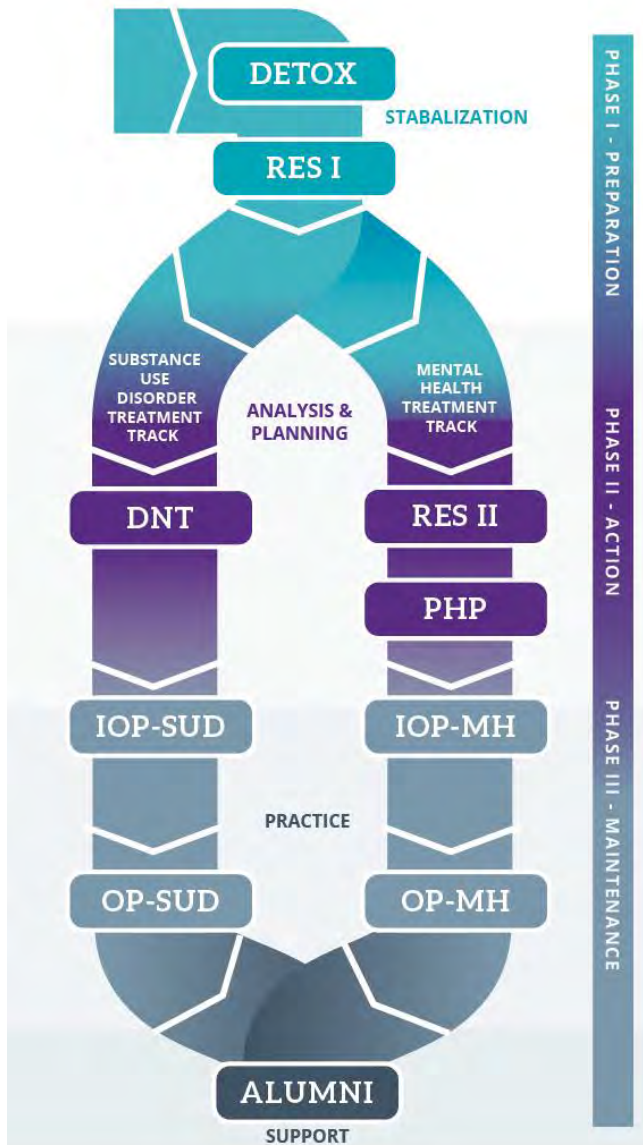 DETOX
STABALIZATION
RES I
PHASE I - PREPARATION
SUBSTANCE
USE
DISORDER
TREATMENT
TRACK
ANALYSIS &
PLANNING
MENTAL
HEALTH
TREATMENT
TRACK
PHASE II - ACTION
DNT
RES II
PHP
IOP-SUD
IOP-MH
PHASE III - MAINTENANCE
PRACTICE
OP-SUD
OP-MH
ALUMNI
SUPPORT